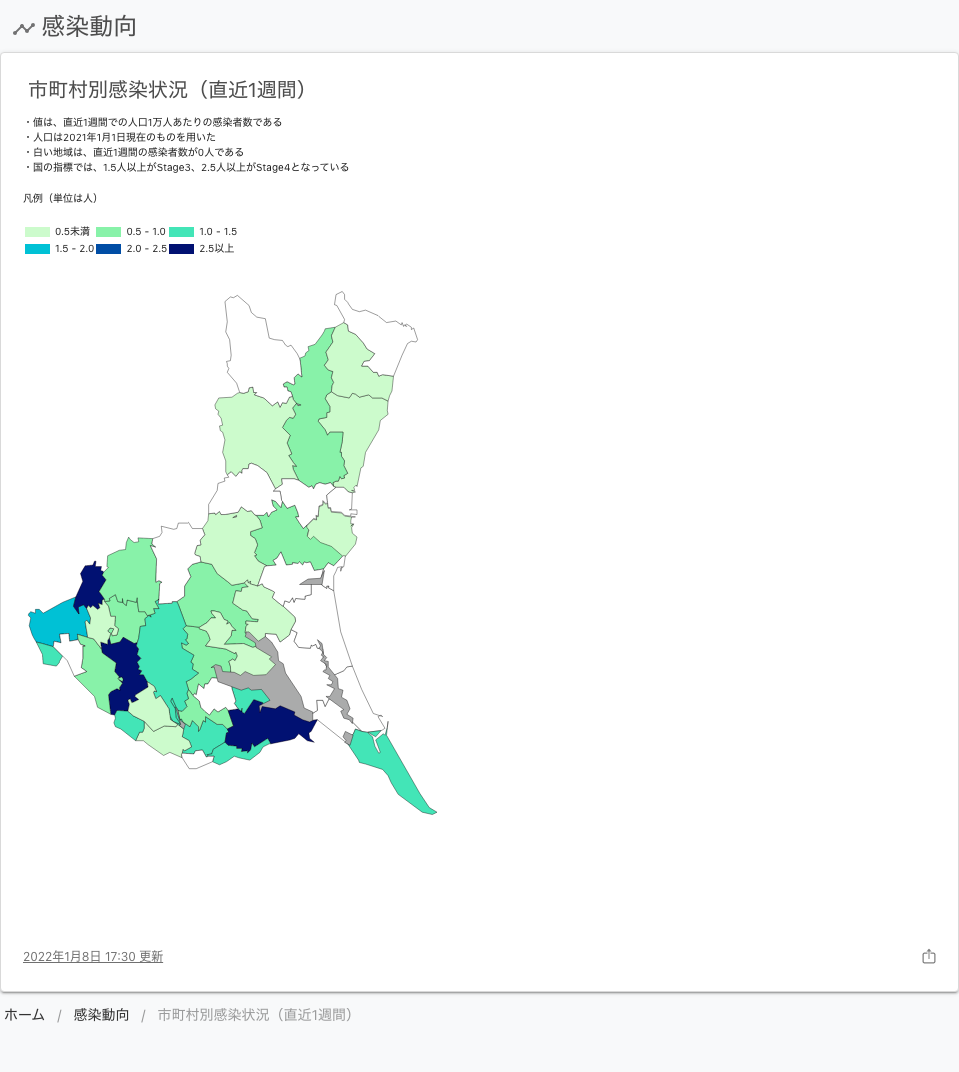 感染動向
市町村別感染状況（直近1週間）
・値は、直近1週間での人口1万人あたりの感染者数である
・人口は2021年1月1日現在のものを用いた
・白い地域は、直近1週間の感染者数が0人である
・国の指標では、1.5人以上がStage3、2.5人以上がStage4となっている
凡例（単位は人）
0.5未満 0.5 - 1.0 1.0 - 1.5
1.5 - 2.0 2.0 - 2.5 2.5以上
2022年1月8日 17:30 更新
ホーム / 感染動向 / 市町村別感染状況（直近1週間）